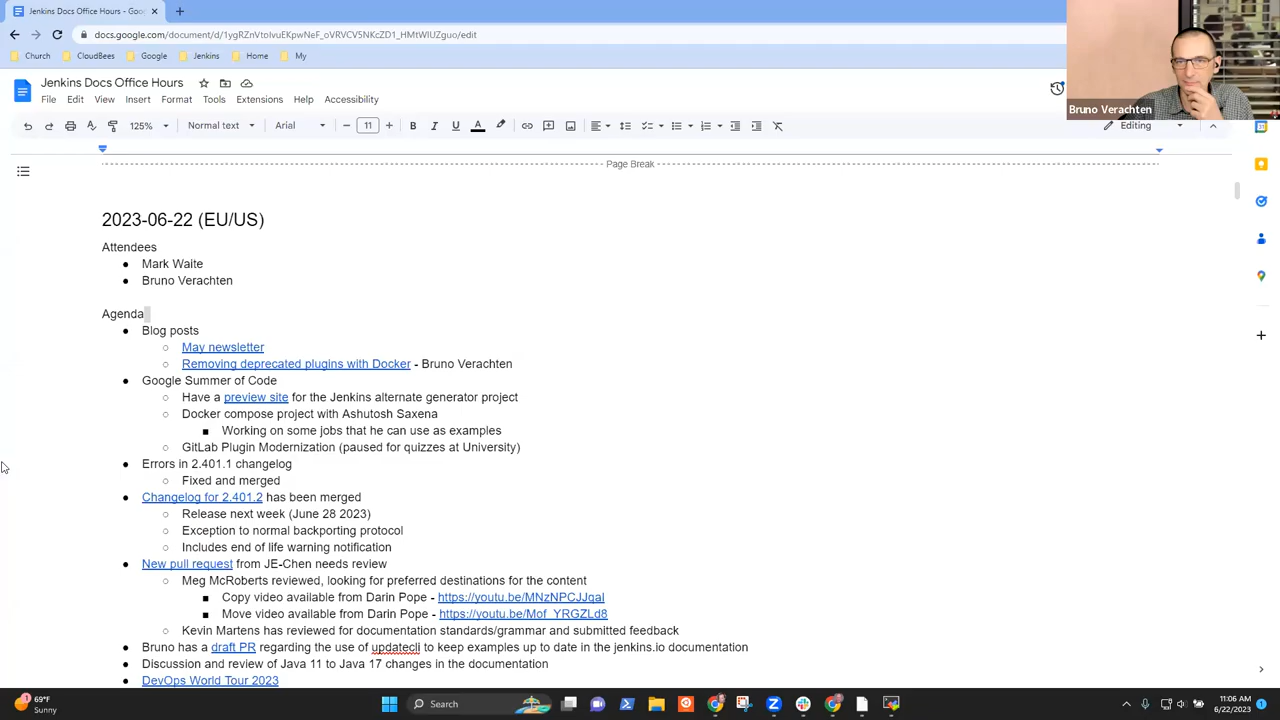 Jenkins Docs Office Hours - Goo
docs.google.com/document/d/1ygRZnVtoIvuEKpwNeF_oVRVCV5NKcZD1_HMtWIUZguo/edit
Church CloudBees Google Jenkins Home My
Jenkins Docs Office Hours
File Edit View Insert Format Tools Extensions Help Accessibility
Bruno Verachten
125% Normal text Arial 11 B U A Editing
Page Break
2023-06-22 (EU/US)
Attendees
● Mark Waite
● Bruno Verachten
Agenda
● Blog posts
○ May newsletter
○ Removing deprecated plugins with Docker - Bruno Verachten
● Google Summer of Code
○ Have a preview site for the Jenkins alternate generator project
○ Docker compose project with Ashutosh Saxena
■ Working on some jobs that he can use as examples
○ GitLab Plugin Modernization (paused for quizzes at University)
● Errors in 2.401.1 changelog
○ Fixed and merged
● Changelog for 2.401.2 has been merged
○ Release next week (June 28 2023)
○ Exception to normal backporting protocol
○ Includes end of life warning notification
● New pull request from JE-Chen needs review
○ Meg McRoberts reviewed, looking for preferred destinations for the content
■ Copy video available from Darin Pope - https://youtu.be/MNzNPCJJqaI
■ Move video available from Darin Pope - https://youtu.be/Mof_YRGZLd8
○ Kevin Martens has reviewed for documentation standards/grammar and submitted feedback
● Bruno has a draft PR regarding the use of updatecli to keep examples up to date in the jenkins.io documentation
● Discussion and review of Java 11 to Java 17 changes in the documentation
● DevOps World Tour 2023
69°F
Sunny
Search
11:06 AM
6/22/2023